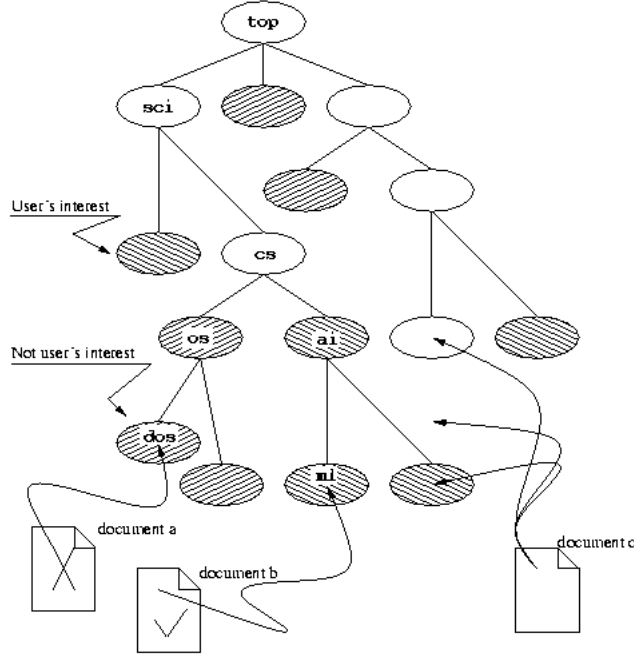 top
sci
User's interest
cs
os
ai
Not user's interest
dos
ml
document a
document b
document c